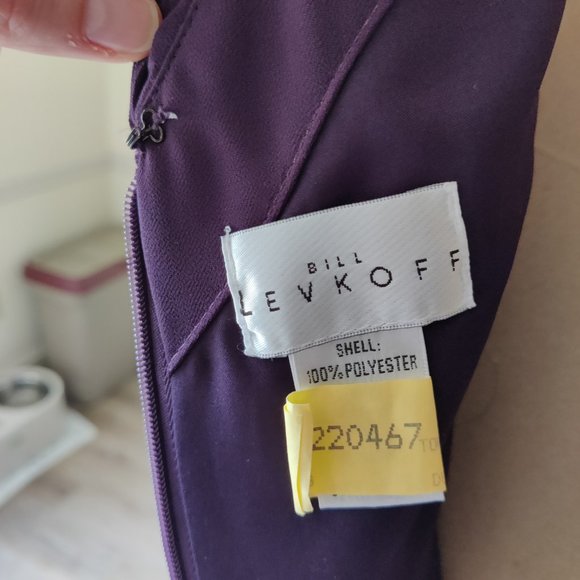 BILL
LEVKOFF
SHELL:
100% POLYESTER
220467